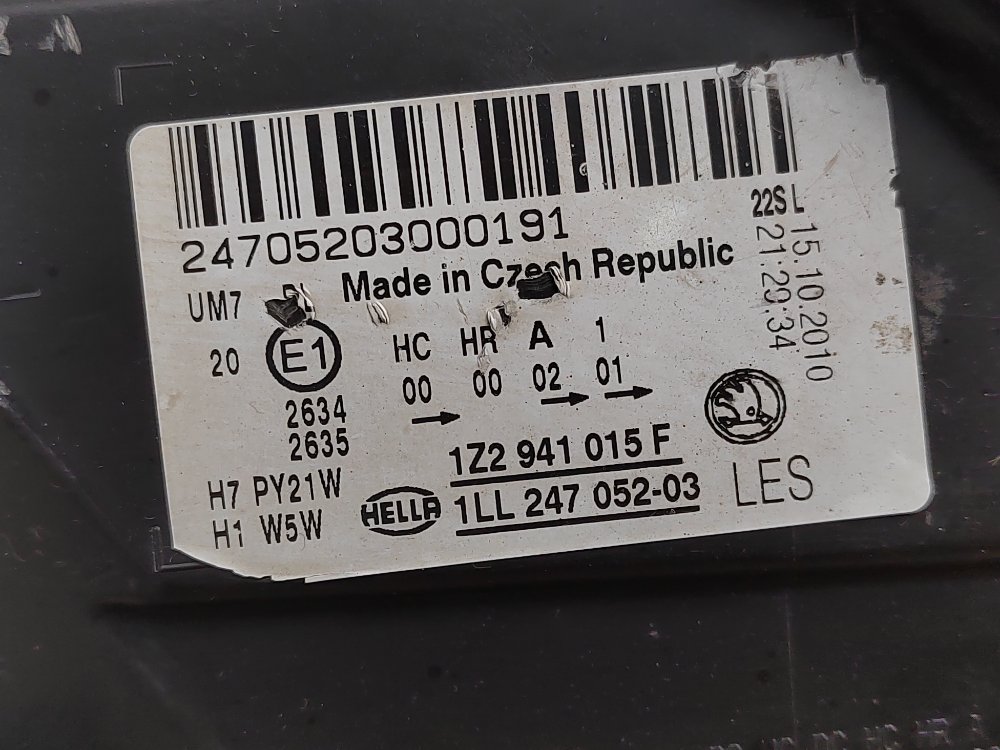 24705203000191
Made in Czech Republic
22S L
15.10.2010
21:29:34
UM7
20 E1 HC HR A 1
00 00 02 01
2634
2635
1Z2 941 015 F
H7 PY21W
H1 W5W
HELLA
1LL 247 052-03
LES